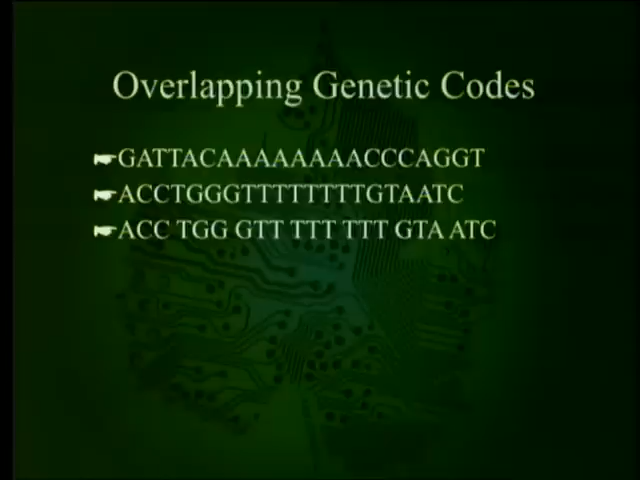 Overlapping Genetic Codes
GATTACAAAAAAAACCCAGGT
ACCTGGGTTTTTTTTGTAATC
ACC TGG GTT TTT TTT GTA ATC